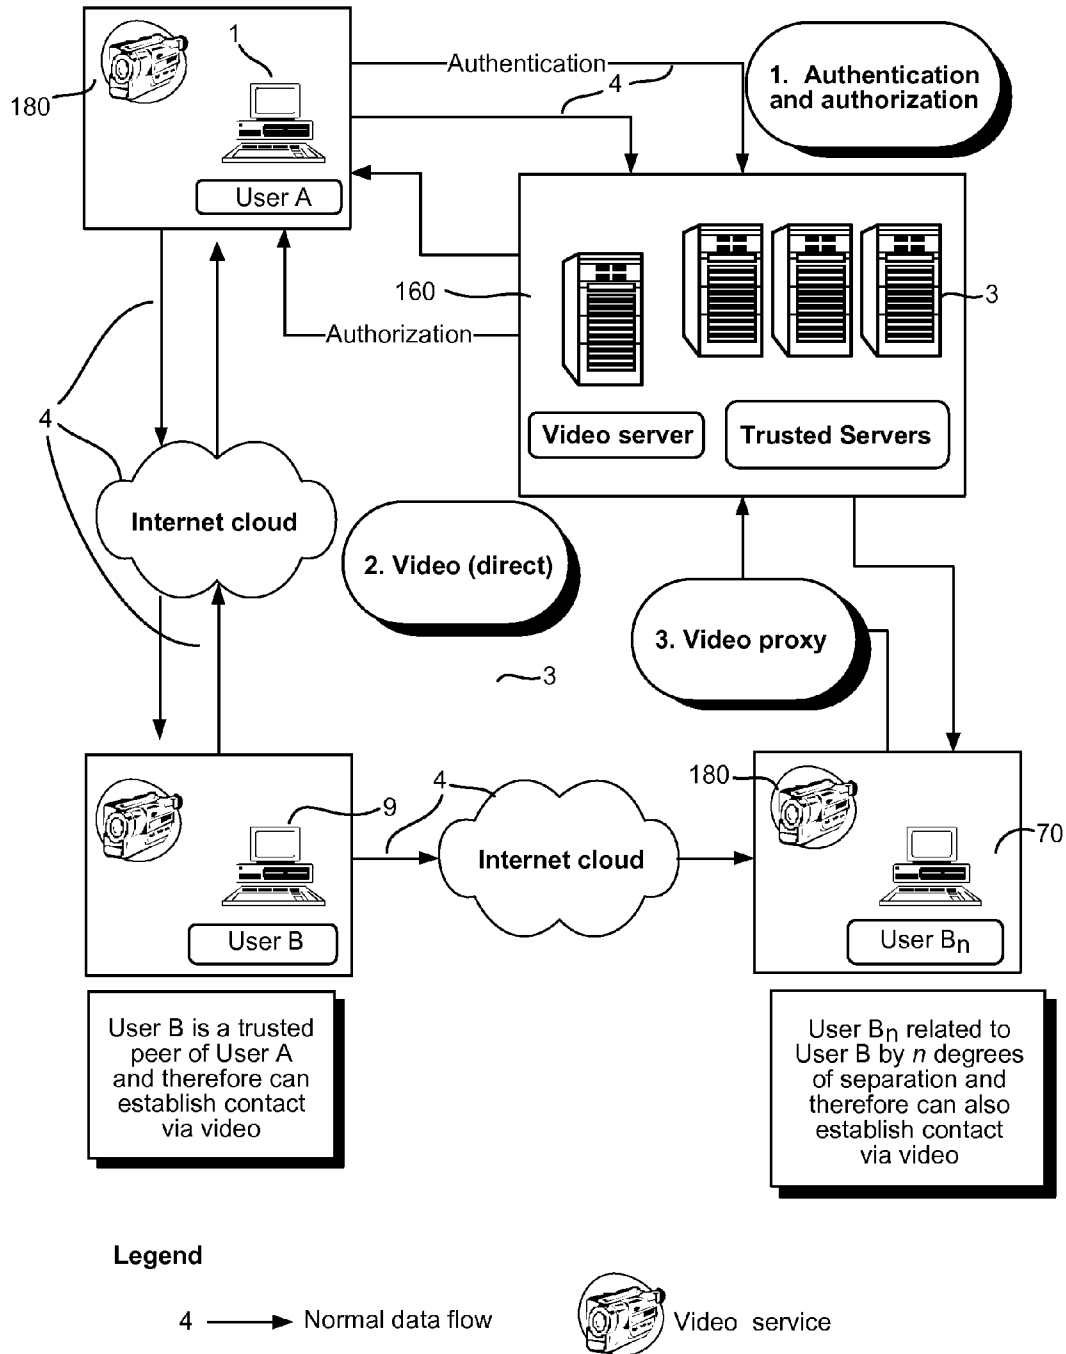 180
1
User A
Authentication
4
1. Authentication
and authorization
160
3
Authorization
Video server
Trusted Servers
4
Internet cloud
2. Video (direct)
3. Video proxy
3
9
User B
4
Internet cloud
180
70
User Bn
User B is a trusted
peer of User A
and therefore can
establish contact
via video
User Bn related to
User B by n degrees
of separation and
therefore can also
establish contact
via video
Legend
4
Normal data flow
Video service